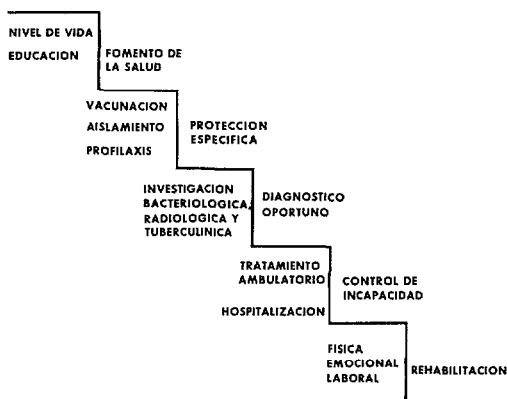 NIVEL DE VIDA
EDUCACION
FOMENTO DE
LA SALUD
VACUNACION
AISLAMIENTO
PROFILAXIS
PROTECCION
ESPECIFICA
INVESTIGACION
BACTERIOLOGICA,
RADIOLOGICA Y
TUBERCULINICA
DIAGNOSTICO
OPORTUNO
TRATAMIENTO
AMBULATORIO
HOSPITALIZACION
CONTROL DE
INCAPACIDAD
FISICA
EMOCIONAL
LABORAL
REHABILITACION